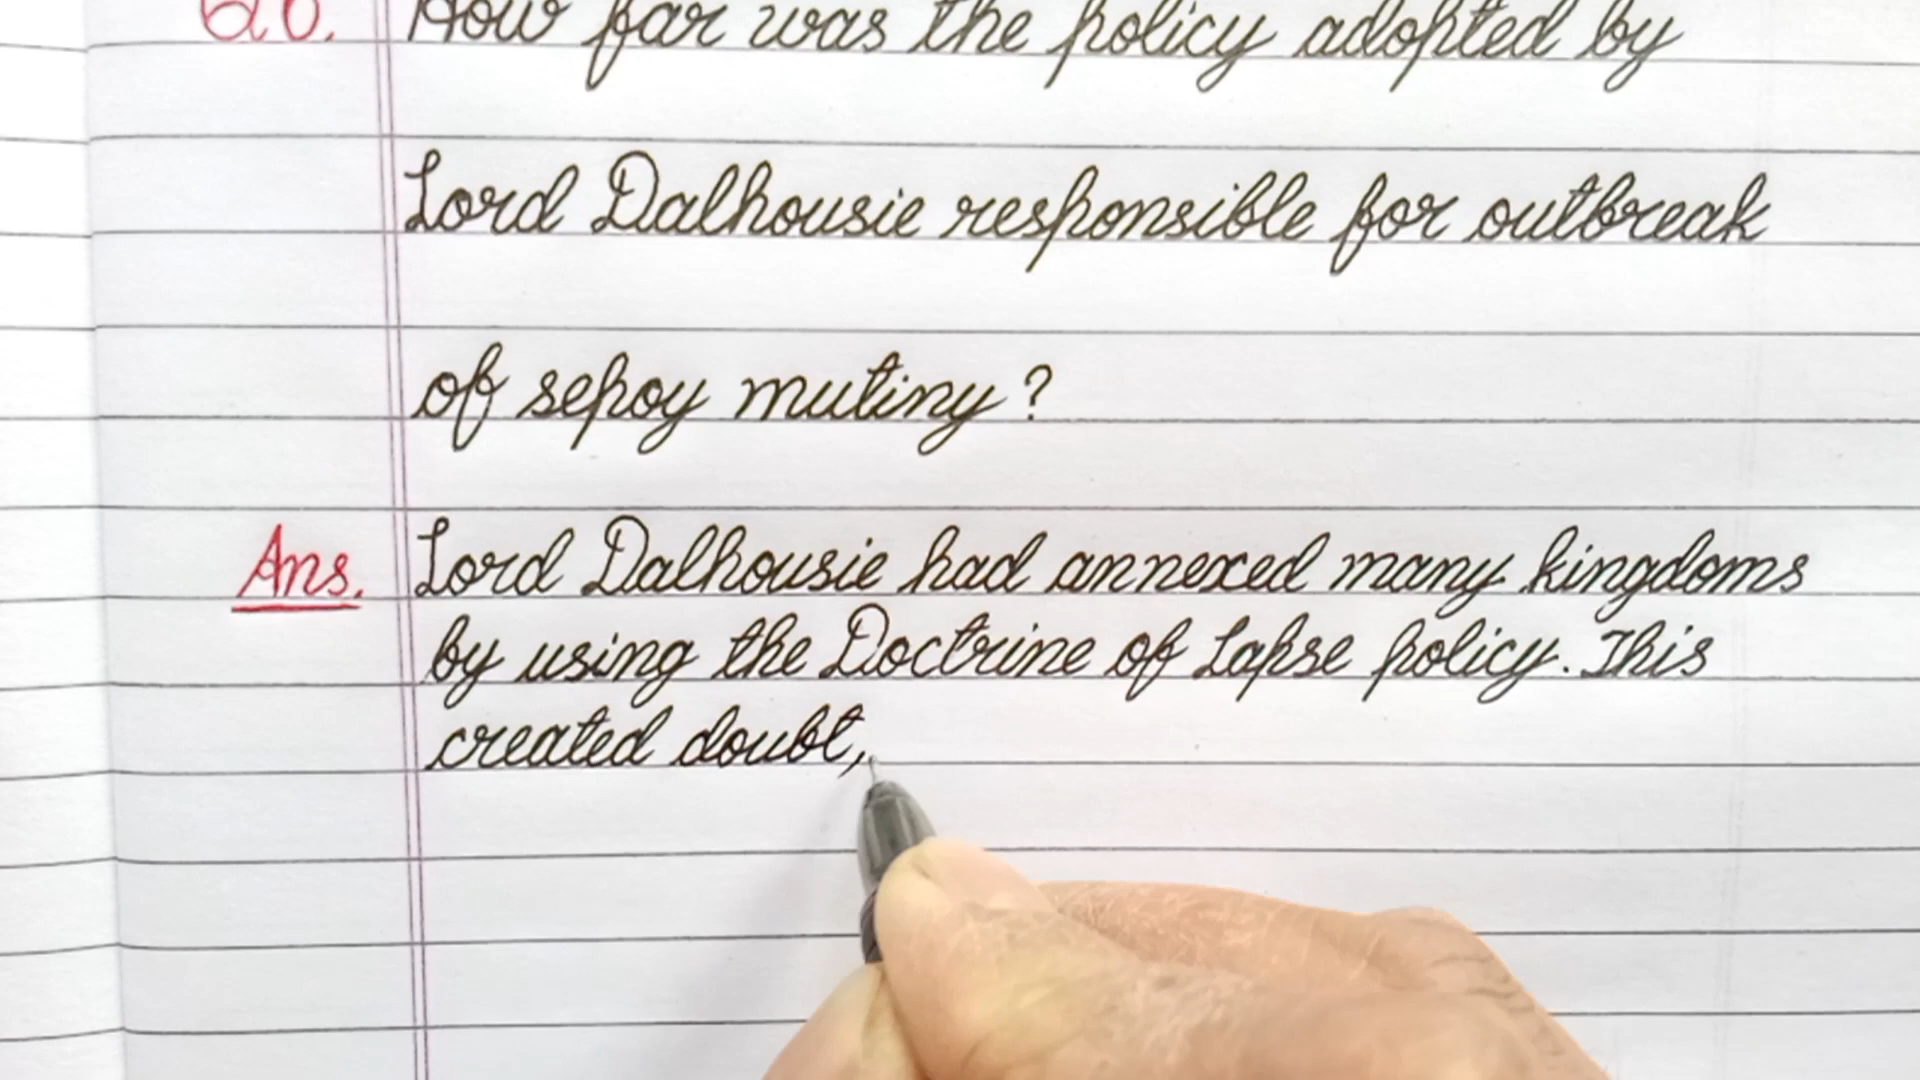 Q6. How far was the policy adopted by
Lord Dalhousie responsible for outbreak
of sepoy mutiny?
Ans. Lord Dalhousie had annexed many kingdoms
by using the Doctrine of Lapse policy. This
created doubt,